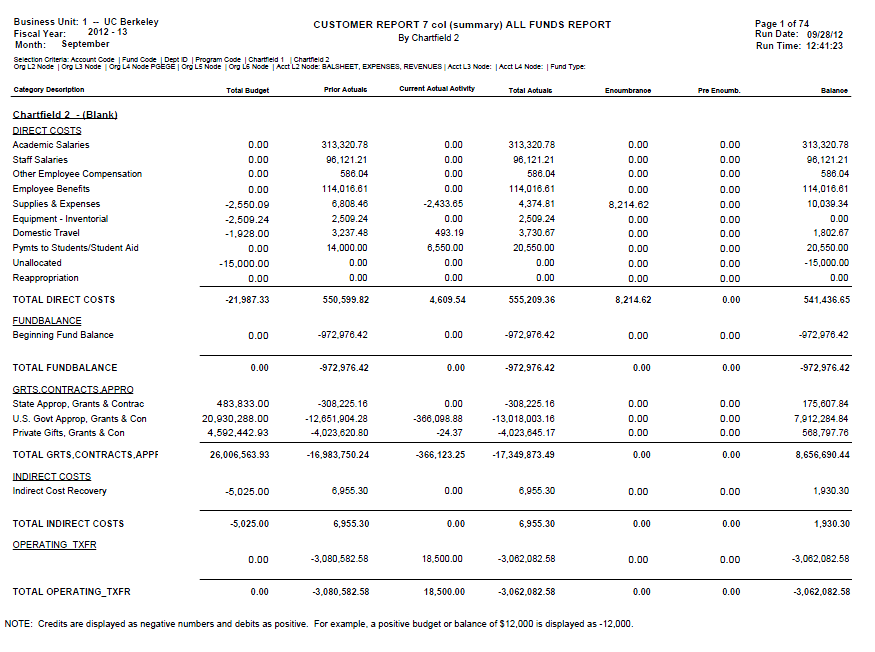 Business Unit: 1 -- UC Berkeley
Fiscal Year: 2012 - 13
Month: September
CUSTOMER REPORT 7 col (summary) ALL FUNDS REPORT
By Chartfield 2
Page 1 of 74
Run Date: 09/28/12
Run Time: 12:41:23
Selection Criteria: Account Code | Fund Code | Dept ID | Program Code | Chartfield 1 | Chartfield 2
Org L2 Node | Org L3 Node | Org L4 Node PGEGE | Org L5 Node | Org L6 Node | Acct L2 Node: BALSHEET, EXPENSES, REVENUES | Acct L3 Node: | Acct L4 Node: | Fund Type:
Category Description Total Budget Prior Actuals Current Actual Activity Total Actuals Encumbrance Pre Encumb. Balance
Chartfield 2 - (Blank)
DIRECT COSTS
Academic Salaries 0.00 313,320.78 0.00 313,320.78 0.00 0.00 313,320.78
Staff Salaries 0.00 96,121.21 0.00 96,121.21 0.00 0.00 96,121.21
Other Employee Compensation 0.00 586.04 0.00 586.04 0.00 0.00 586.04
Employee Benefits 0.00 114,016.61 0.00 114,016.61 0.00 0.00 114,016.61
Supplies & Expenses -2,550.09 6,808.46 -2,433.65 4,374.81 8,214.62 0.00 10,039.34
Equipment - Inventorial -2,509.24 2,509.24 0.00 2,509.24 0.00 0.00 0.00
Domestic Travel -1,928.00 3,237.48 493.19 3,730.67 0.00 0.00 1,802.67
Pymts to Students/Student Aid 0.00 14,000.00 6,550.00 20,550.00 0.00 0.00 20,550.00
Unallocated -15,000.00 0.00 0.00 0.00 0.00 0.00 -15,000.00
Reappropriation 0.00 0.00 0.00 0.00 0.00 0.00 0.00
TOTAL DIRECT COSTS -21,987.33 550,599.82 4,609.54 555,209.36 8,214.62 0.00 541,436.65
FUNDBALANCE
Beginning Fund Balance 0.00 -972,976.42 0.00 -972,976.42 0.00 0.00 -972,976.42
TOTAL FUNDBALANCE 0.00 -972,976.42 0.00 -972,976.42 0.00 0.00 -972,976.42
GRTS,CONTRACTS,APPRO
State Approp, Grants & Contrac 483,833.00 -308,225.16 0.00 -308,225.16 0.00 0.00 175,607.84
U.S. Govt Approp, Grants & Con 20,930,288.00 -12,651,904.28 -366,098.88 -13,018,003.16 0.00 0.00 7,912,284.84
Private Gifts, Grants & Con 4,592,442.93 -4,023,620.80 -24.37 -4,023,645.17 0.00 0.00 568,797.76
TOTAL GRTS,CONTRACTS,APPF 26,006,563.93 -16,983,750.24 -366,123.25 -17,349,873.49 0.00 0.00 8,656,690.44
INDIRECT COSTS
Indirect Cost Recovery -5,025.00 6,955.30 0.00 6,955.30 0.00 0.00 1,930.30
TOTAL INDIRECT COSTS -5,025.00 6,955.30 0.00 6,955.30 0.00 0.00 1,930.30
OPERATING_TXFR
0.00 -3,080,582.58 18,500.00 -3,062,082.58 0.00 0.00 -3,062,082.58
TOTAL OPERATING_TXFR 0.00 -3,080,582.58 18,500.00 -3,062,082.58 0.00 0.00 -3,062,082.58
NOTE: Credits are displayed as negative numbers and debits as positive. For example, a positive budget or balance of $12,000 is displayed as -12,000.